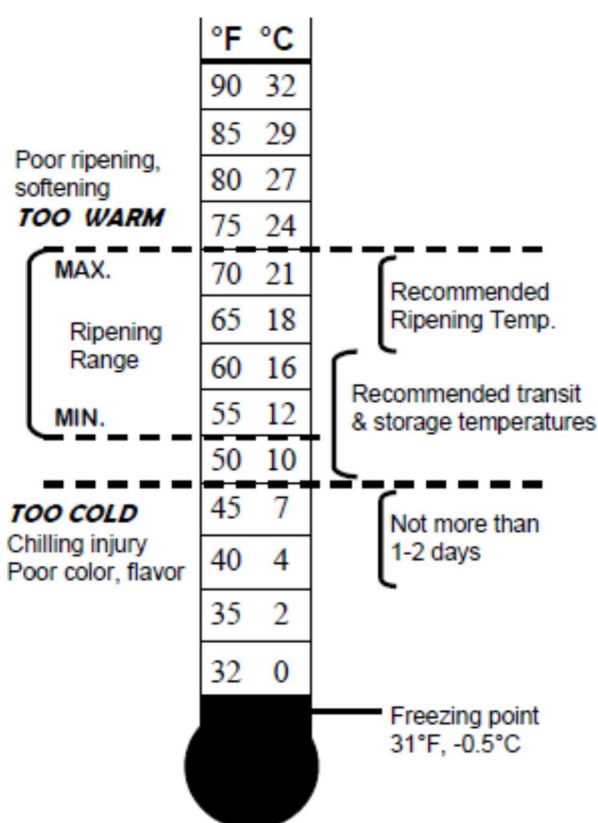 °F °C
90 32
85 29
Poor ripening,
softening
80 27
TOO WARM
75 24
MAX.
70 21
Recommended
Ripening Temp.
65 18
Ripening
Range
60 16
Recommended transit
& storage temperatures
MIN.
55 12
50 10
TOO COLD
45 7
Chilling injury
Poor color, flavor
Not more than
1-2 days
40 4
35 2
32 0
Freezing point
31°F, -0.5°C